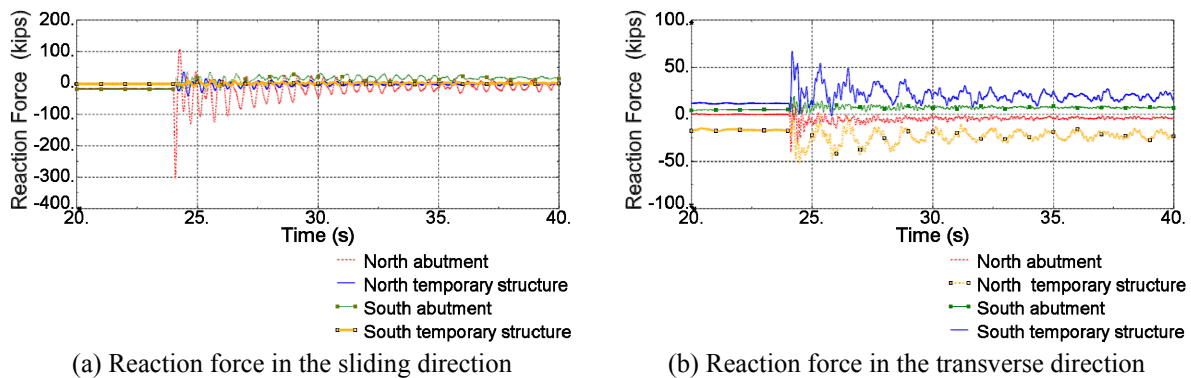 Reaction Force (kips)
200.
100.
0.
-100.
-200.
-300.
-400.
20. 25. 30. 35. 40.
Time (s)
North abutment
North temporary structure
South abutment
South temporary structure
(a) Reaction force in the sliding direction
Reaction Force (kips)
100.
50.
0.
-50.
-100.
20. 25. 30. 35. 40.
Time (s)
North abutment
North temporary structure
South abutment
South temporary structure
(b) Reaction force in the transverse direction